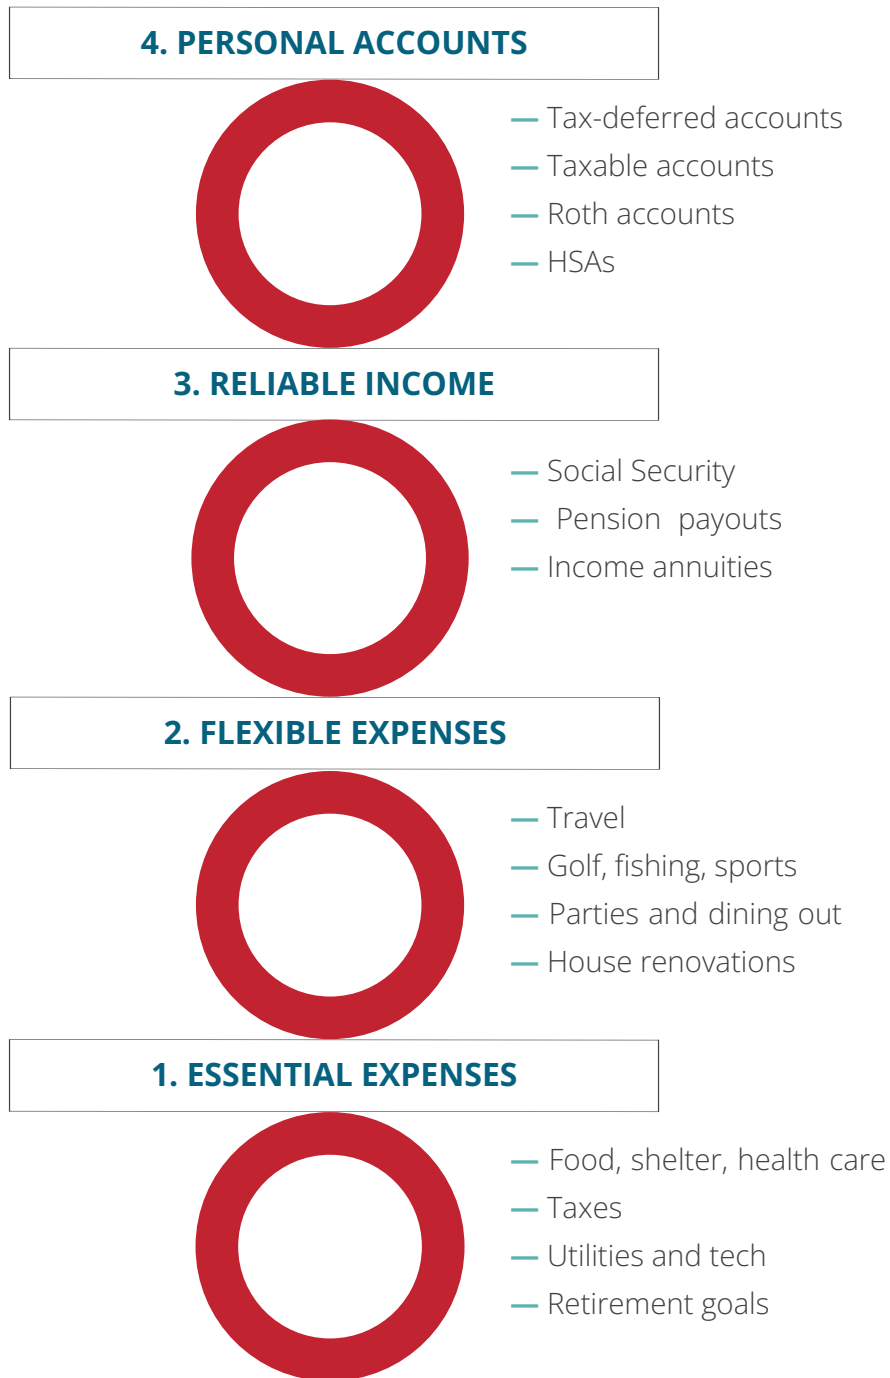 4. PERSONAL ACCOUNTS
— Tax-deferred accounts
— Taxable accounts
— Roth accounts
— HSAs
3. RELIABLE INCOME
— Social Security
— Pension payouts
— Income annuities
2. FLEXIBLE EXPENSES
— Travel
— Golf, fishing, sports
— Parties and dining out
— House renovations
1. ESSENTIAL EXPENSES
— Food, shelter, health care
— Taxes
— Utilities and tech
— Retirement goals